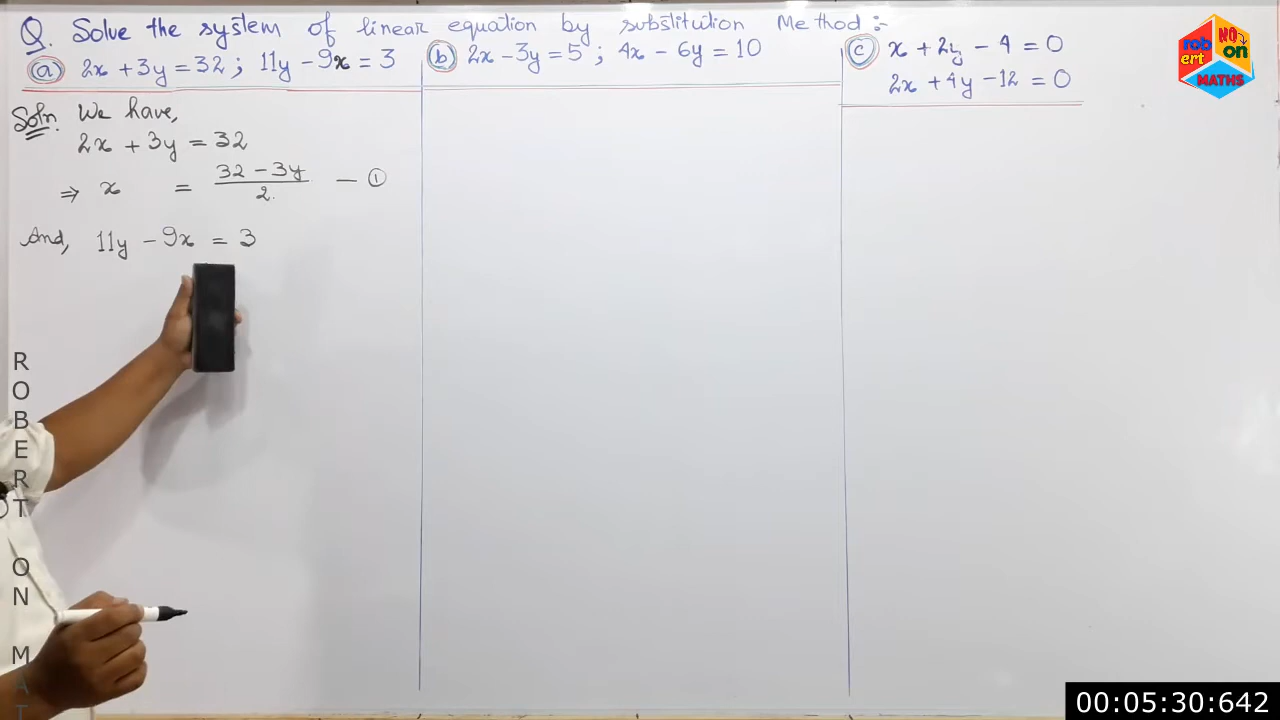 Q. Solve the system of linear equation by substitution Method :-
(a) 2x + 3y = 32 ; 11y - 9x = 3
(b) 2x - 3y = 5 ; 4x - 6y = 10
(c) x + 2y - 4 = 0
2x + 4y - 12 = 0
Soln. We have,
2x + 3y = 32
⇒ x = (32 - 3y)/2 — ①
And, 11y - 9x = 3
robert
NO on
MATHS
ROBERT ON MAT
00:05:30:642